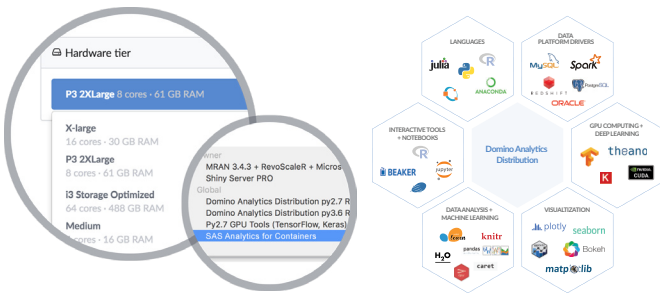 Hardware tier
P3 2XLarge 8 cores · 61 GB RAM
X-large
16 cores · 30 GB RAM
P3 2XLarge
8 cores · 61 GB RAM
i3 Storage Optimized
64 cores · 488 GB RAM
Medium
cores · 16 GB RAM
wner
MRAN 3.4.3 + RevoScaleR + Micros
Shiny Server PRO
Global
Domino Analytics Distribution py2.7 R
Domino Analytics Distribution py3.6 R
Py2.7 GPU Tools (TensorFlow, Keras)
SAS Analytics for Containers
LANGUAGES
julia
R
ANACONDA
DATA
PLATFORM DRIVERS
MySQL
Spark
REDSHIFT
PostgreSQL
ORACLE
INTERACTIVE TOOLS
+ NOTEBOOKS
R
BEAKER
jupyter
Domino Analytics
Distribution
GPU COMPUTING +
DEEP LEARNING
theano
K
NVIDIA
CUDA
DATA ANALYSIS +
MACHINE LEARNING
learn
knitr
H2O
pandas
caret
VISUALTIZATION
plotly
seaborn
Bokeh
matplotlib